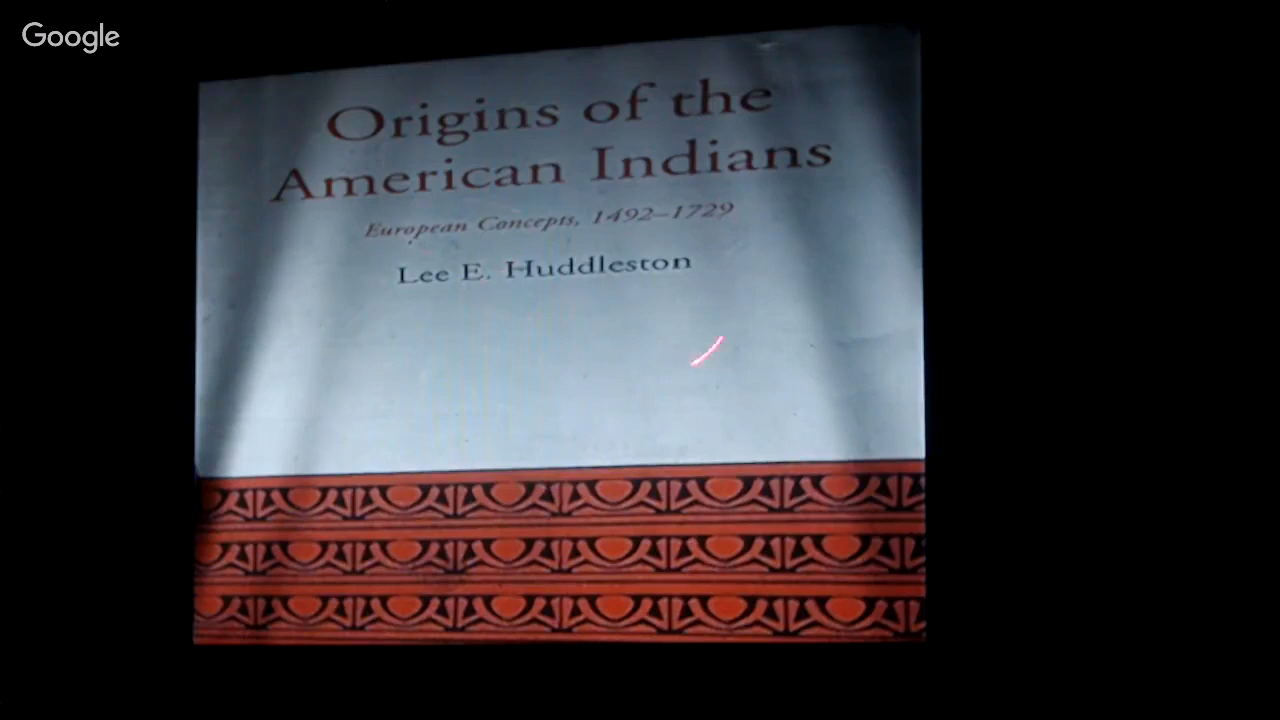 Google
Origins of the
American Indians
European Concepts, 1492–1729
Lee E. Huddleston